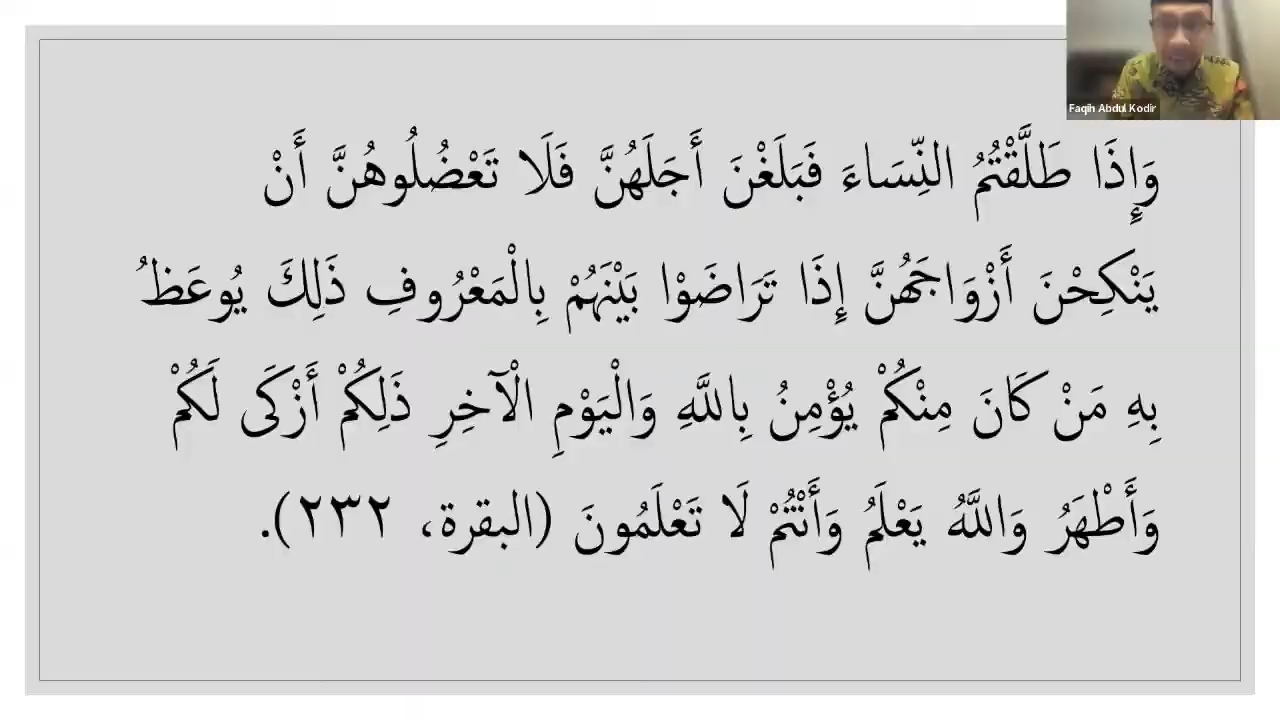 Faqih Abdul Kodir
وَإِذَا طَلَّقْتُمُ النِّسَاءَ فَبَلَغْنَ أَجَلَهُنَّ فَلَا تَعْضُلُوهُنَّ أَنْ
يَنْكِحْنَ أَزْوَاجَهُنَّ إِذَا تَرَاضَوْا بَيْنَهُمْ بِالْمَعْرُوفِ ذَلِكَ يُوعَظُ
بِهِ مَنْ كَانَ مِنْكُمْ يُؤْمِنُ بِاللَّهِ وَالْيَوْمِ الْآخِرِ ذَلِكُمْ أَزْكَى لَكُمْ
وَأَطْهَرُ وَاللَّهُ يَعْلَمُ وَأَنْتُمْ لَا تَعْلَمُونَ (البقرة، ٢٣٢).